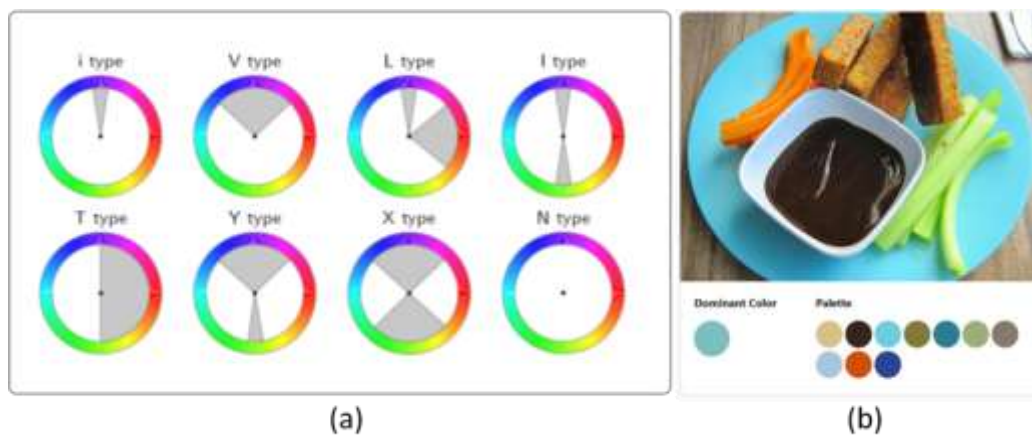 i type V type L type I type
T type Y type X type N type
Dominant Color Palette
(a) (b)